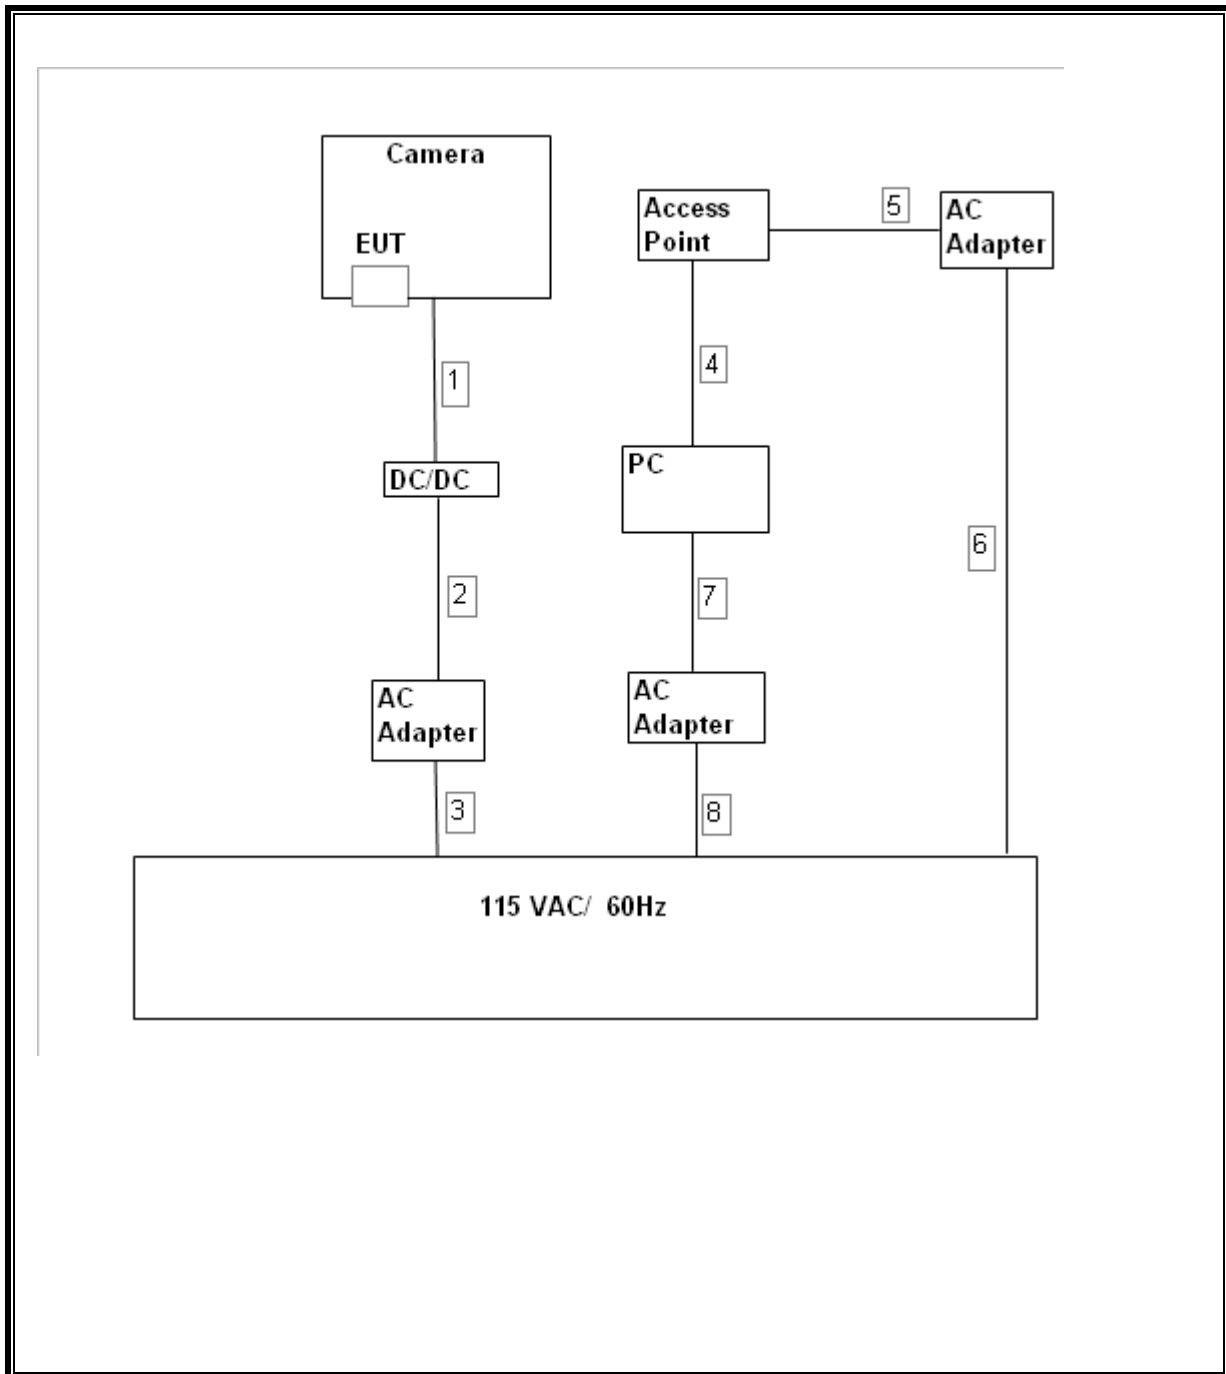 Camera
EUT
1
DC/DC
2
AC
Adapter
3
Access
Point
5
AC
Adapter
4
PC
7
AC
Adapter
8
6
115 VAC/  60Hz